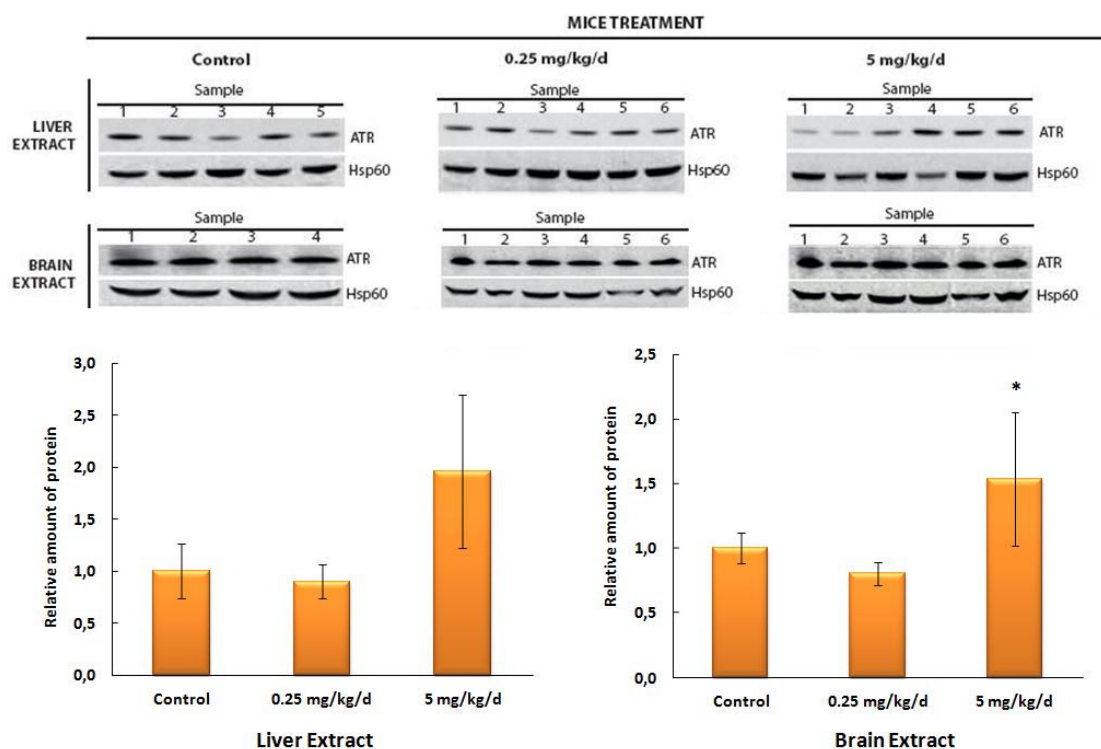 MICE TREATMENT
Control 0.25 mg/kg/d 5 mg/kg/d
LIVER EXTRACT
Sample Sample Sample
1 2 3 4 5 1 2 3 4 5 6 1 2 3 4 5 6
ATR ATR ATR
Hsp60 Hsp60 Hsp60
BRAIN EXTRACT
Sample Sample Sample
1 2 3 4 1 2 3 4 5 6 1 2 3 4 5 6
ATR ATR ATR
Hsp60 Hsp60 Hsp60
Relative amount of protein
3,0
2,5
2,0
1,5
1,0
0,5
0,0
Control 0.25 mg/kg/d 5 mg/kg/d
Liver Extract
Relative amount of protein
2,5
2,0
1,5
1,0
0,5
0,0
*
Control 0.25 mg/kg/d 5 mg/kg/d
Brain Extract